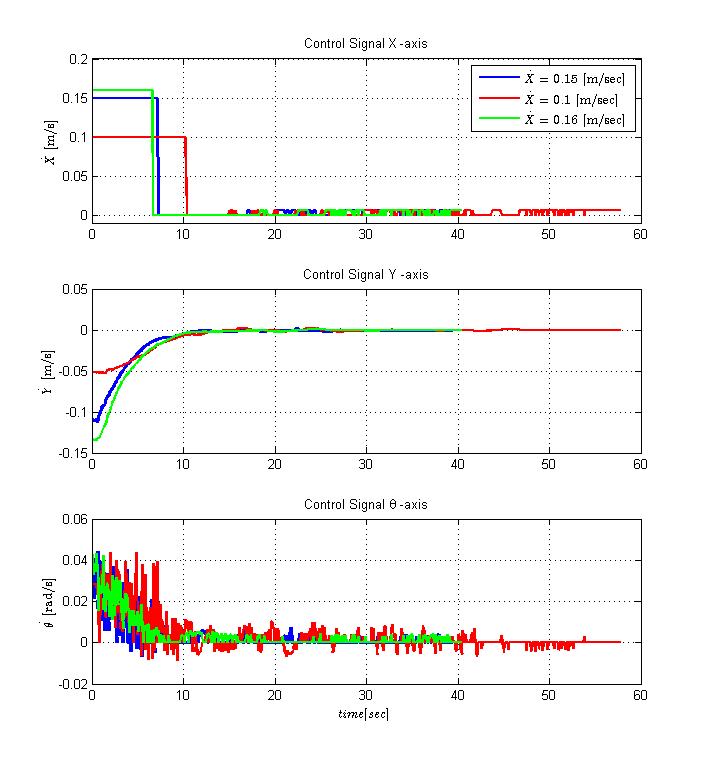 Control Signal X -axis
0.2
0.15
0.1
0.05
0
Ẋ [m/s]
Ẋ = 0.15 [m/sec]
Ẋ = 0.1 [m/sec]
Ẋ = 0.16 [m/sec]
0 10 20 30 40 50 60
Control Signal Y -axis
0.05
0
-0.05
-0.1
-0.15
Ẏ [m/s]
0 10 20 30 40 50 60
Control Signal θ -axis
0.06
0.04
0.02
0
-0.02
θ̇ [rad/s]
0 10 20 30 40 50 60
time[sec]